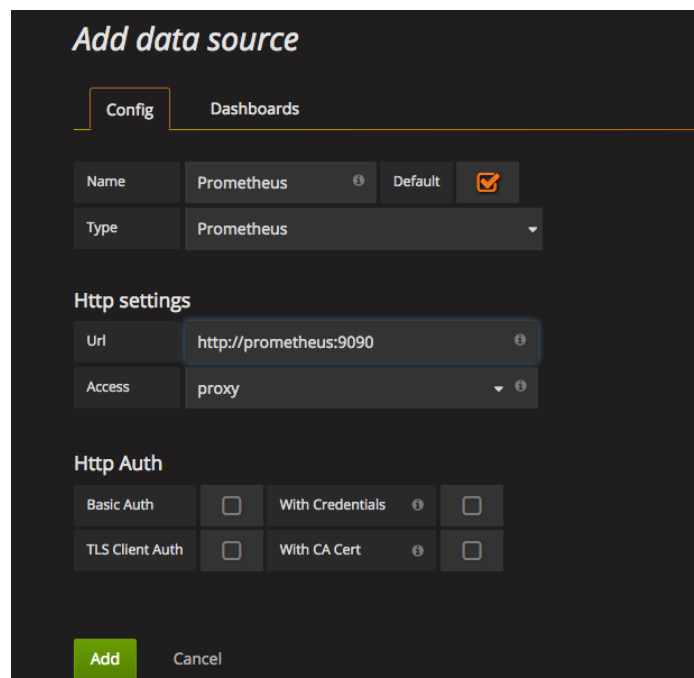 Add data source
Config Dashboards
Name Prometheus Default
Type Prometheus
Http settings
Url http://prometheus:9090
Access proxy
Http Auth
Basic Auth With Credentials
TLS Client Auth With CA Cert
Add Cancel